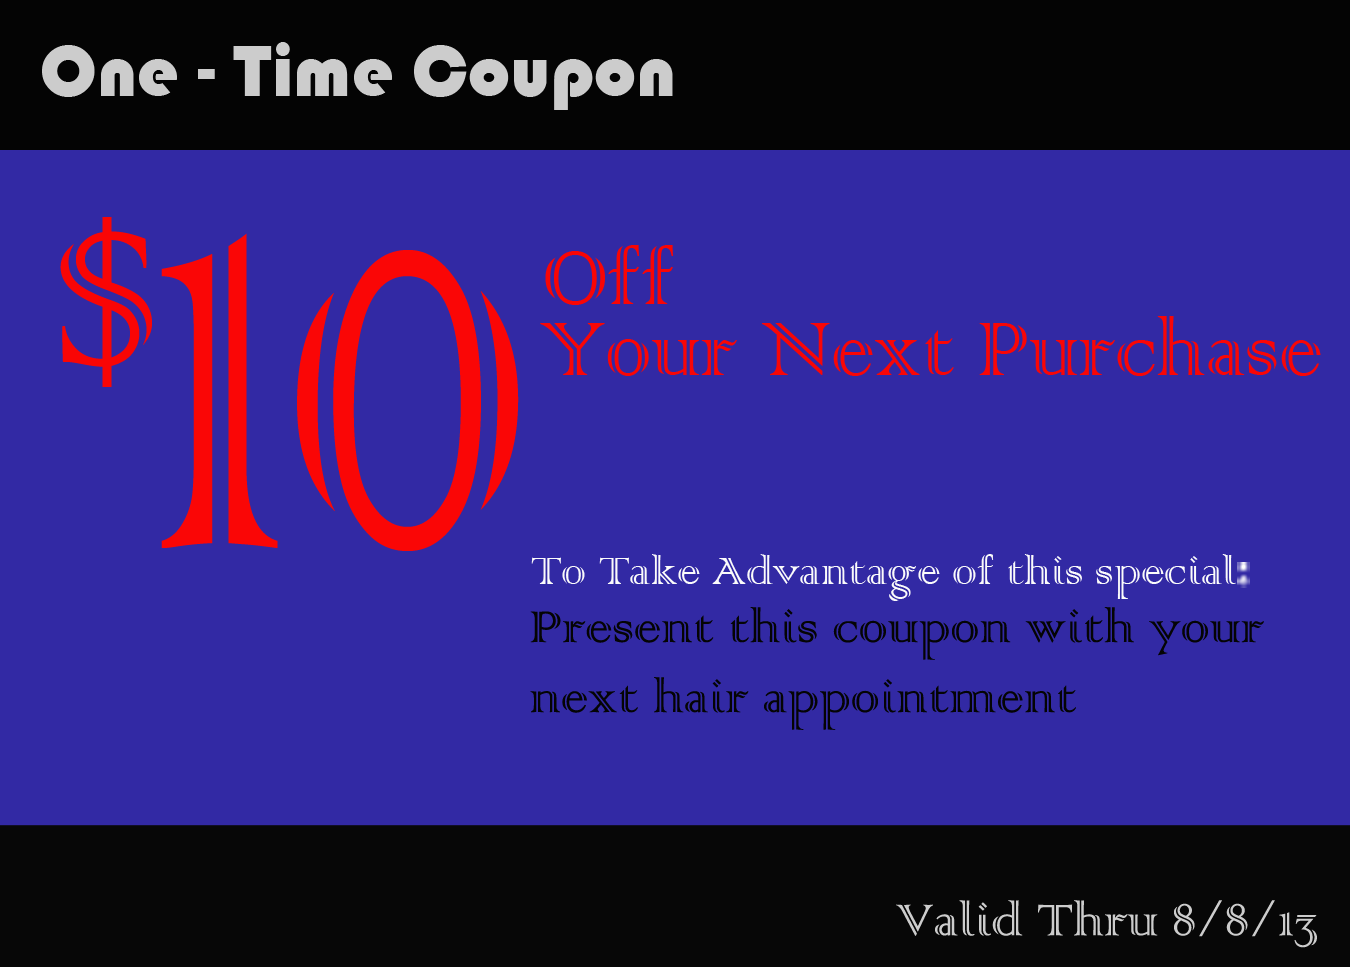 One - Time Coupon
$10 Off
Your Next Purchase
To Take Advantage of this special:
Present this coupon with your
next hair appointment
Valid Thru 8/8/13